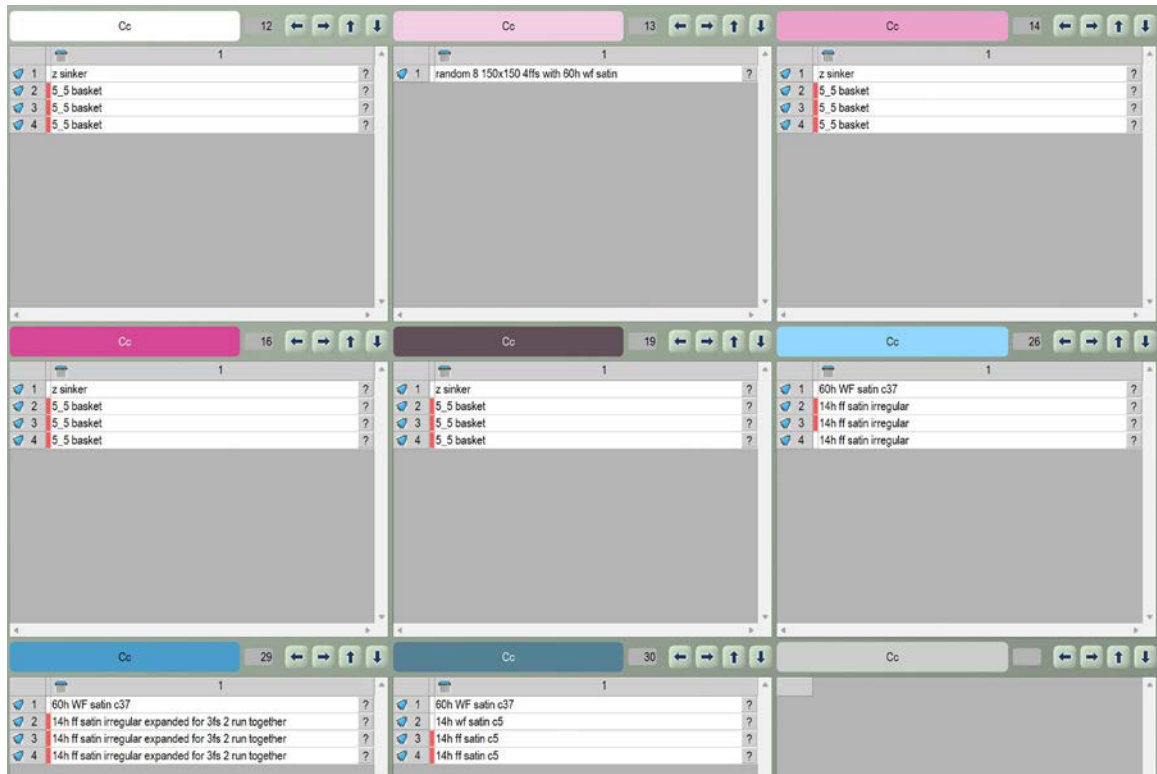 Cc 12 Cc 13 Cc 14
1 1 1
1 z sinker ? 1 random 8 150x150 4ffs with 60h wf satin ? 1 z sinker ?
2 5_5 basket ? 2 5_5 basket ?
3 5_5 basket ? 3 5_5 basket ?
4 5_5 basket ? 4 5_5 basket ?
Cc 16 Cc 19 Cc 26
1 1 1
1 z sinker ? 1 z sinker ? 1 60h WF satin c37 ?
2 5_5 basket ? 2 5_5 basket ? 2 14h ff satin irregular ?
3 5_5 basket ? 3 5_5 basket ? 3 14h ff satin irregular ?
4 5_5 basket ? 4 5_5 basket ? 4 14h ff satin irregular ?
Cc 29 Cc 30 Cc
1 1
1 60h WF satin c37 ? 1 60h WF satin c37 ?
2 14h ff satin irregular expanded for 3fs 2 run together ? 2 14h wf satin c5 ?
3 14h ff satin irregular expanded for 3fs 2 run together ? 3 14h ff satin c5 ?
4 14h ff satin irregular expanded for 3fs 2 run together ? 4 14h ff satin c5 ?